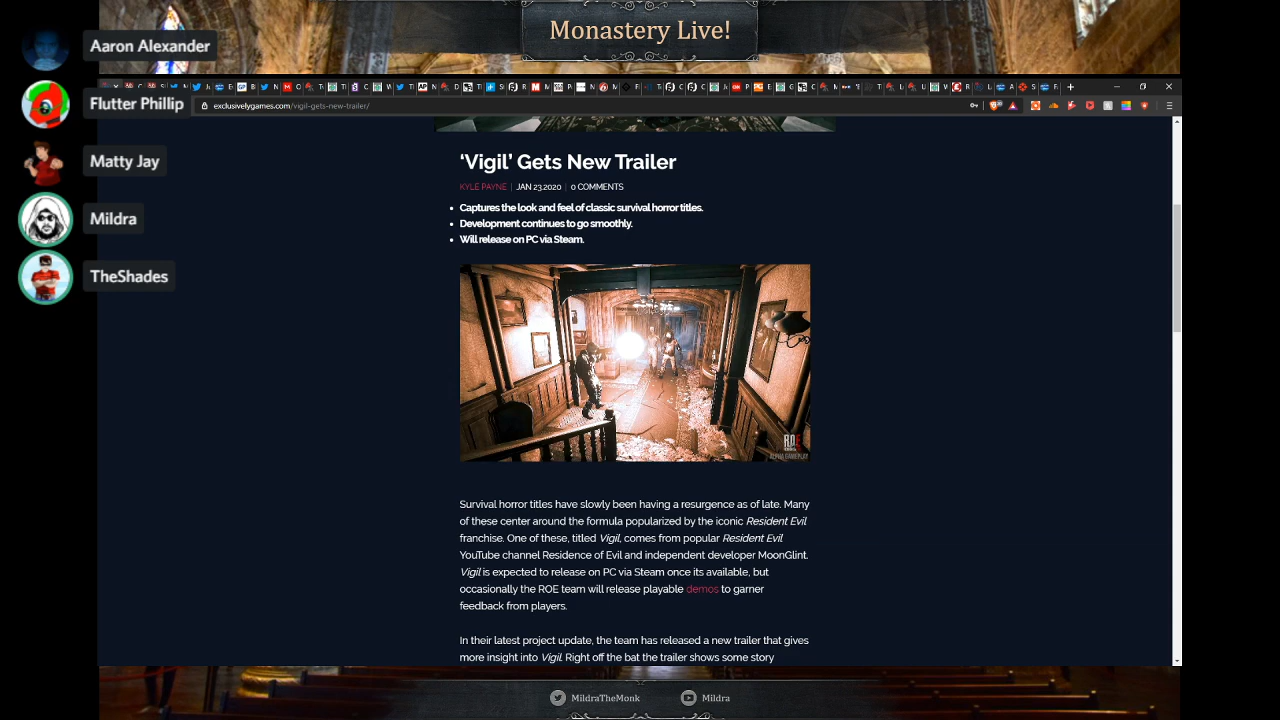 Monastery Live!
Aaron Alexander
Flutter Phillip
Matty Jay
Mildra
TheShades
exclusivelygames.com/vigil-gets-new-trailer/
‘Vigil’ Gets New Trailer
KYLE PAYNE | JAN 23,2020 | 0 COMMENTS
Captures the look and feel of classic survival horror titles.
Development continues to go smoothly.
Will release on PC via Steam.
ALPHA GAMEPLAY
Survival horror titles have slowly been having a resurgence as of late. Many
of these center around the formula popularized by the iconic Resident Evil
franchise. One of these, titled Vigil, comes from popular Resident Evil
YouTube channel Residence of Evil and independent developer MoonGlint.
Vigil is expected to release on PC via Steam once its available, but
occasionally the ROE team will release playable demos to garner
feedback from players.
In their latest project update, the team has released a new trailer that gives
more insight into Vigil. Right off the bat the trailer shows some story
MildraTheMonk
Mildra